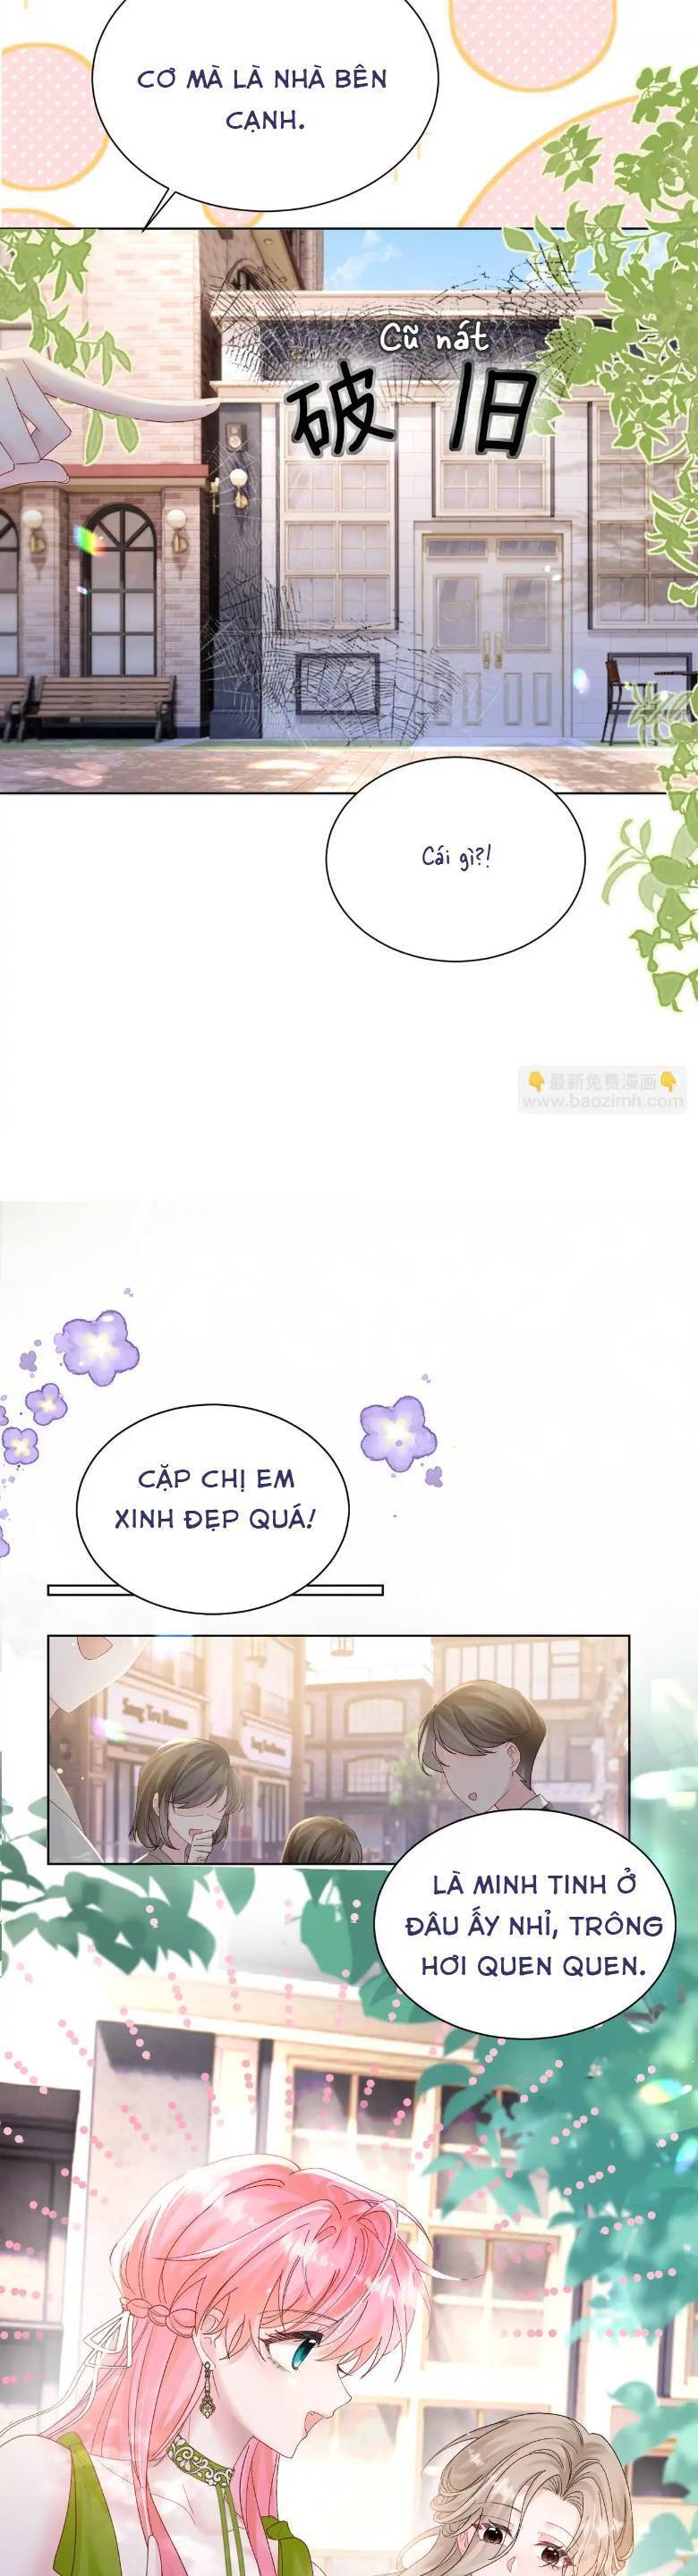 CƠ MÀ LÀ NHÀ BÊN
CẠNH.
Cũ nát
破旧
Cái gì?!
👇最新免费漫画👇
www.baozimh.com
CẶP CHỊ EM
XINH ĐẸP QUÁ!
LÀ MINH TINH Ở
ĐÂU ẤY NHỈ, TRÔNG
HƠI QUEN QUEN.